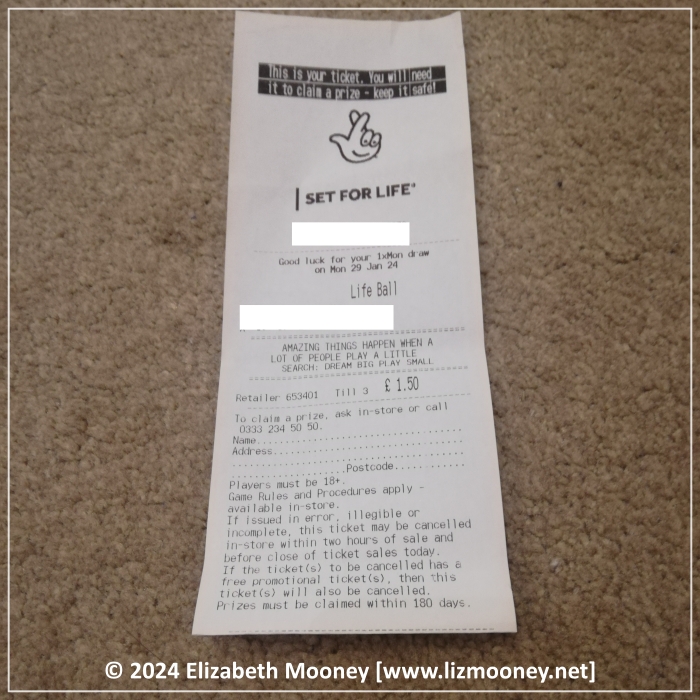 This is your ticket. You will need
it to claim a prize - keep it safe!
SET FOR LIFE®
Good luck for your 1xMon draw
on Mon 29 Jan 24
Life Ball
AMAZING THINGS HAPPEN WHEN A
LOT OF PEOPLE PLAY A LITTLE
SEARCH: DREAM BIG PLAY SMALL
Retailer 653401 Till 3 £ 1.50
To claim a prize, ask in-store or call
0333 234 50 50.
Name..............................
Address..............................
..............................
....................Postcode............
Players must be 18+.
Game Rules and Procedures apply -
available in-store.
If issued in error, illegible or
incomplete, this ticket may be cancelled
in-store within two hours of sale and
before close of ticket sales today.
If the ticket(s) to be cancelled has a
free promotional ticket(s), then this
ticket(s) will also be cancelled.
Prizes must be claimed within 180 days.
© 2024 Elizabeth Mooney [www.lizmooney.net]